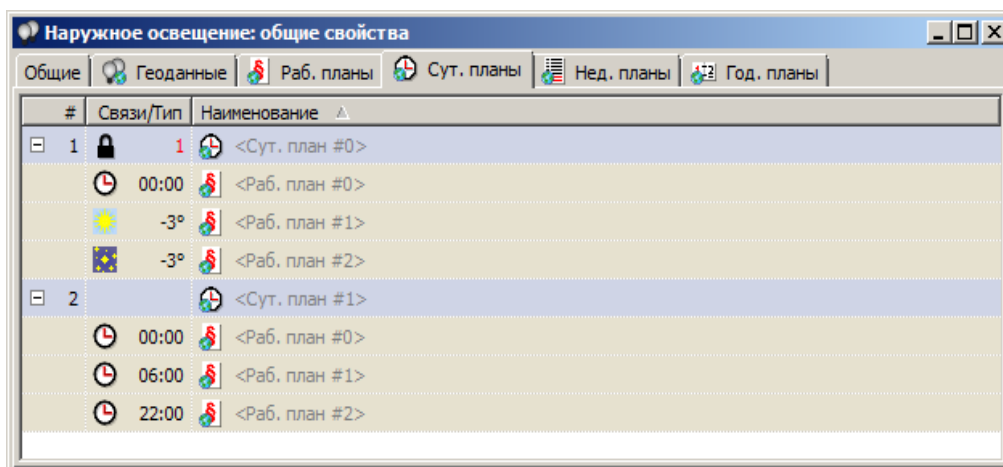 Наружное освещение: общие свойства
Общие Геоданные Раб. планы Сут. планы Нед. планы Год. планы
# Связи/Тип Наименование
1 1 <Сут. план #0>
00:00 <Раб. план #0>
-3° <Раб. план #1>
-3° <Раб. план #2>
2 <Сут. план #1>
00:00 <Раб. план #0>
06:00 <Раб. план #1>
22:00 <Раб. план #2>